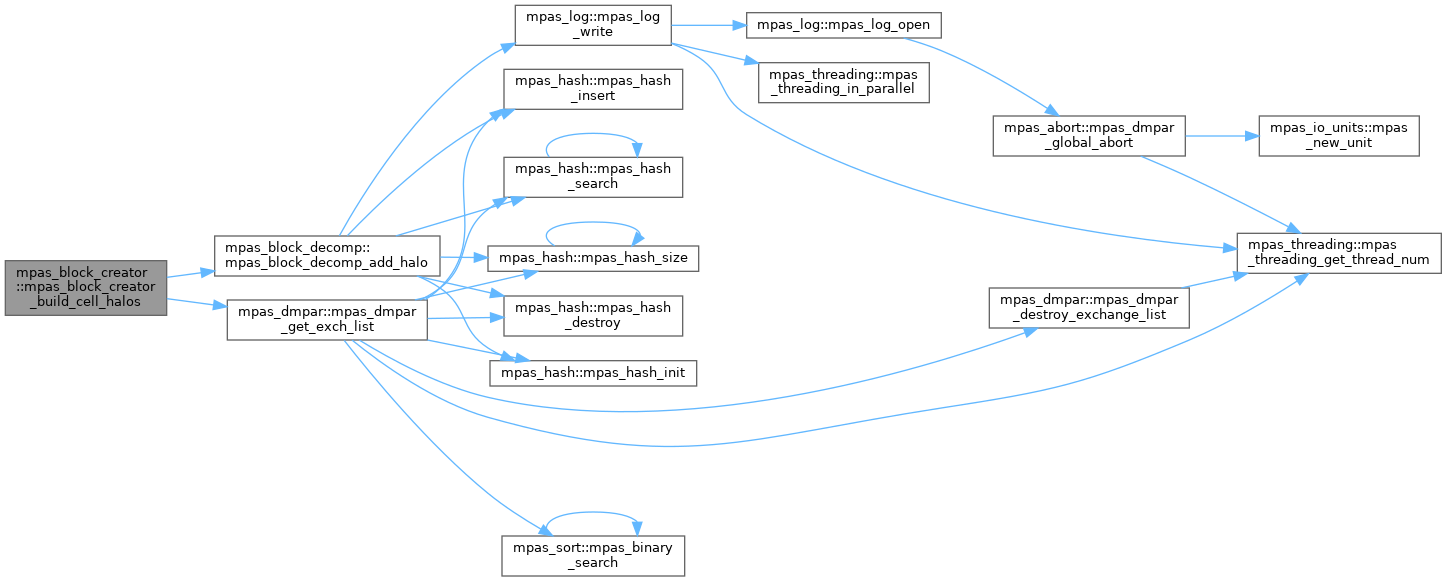 mpas_block_creator
::mpas_block_creator
_build_cell_halos
mpas_block_decomp::
mpas_block_decomp_add_halo
mpas_dmpar::mpas_dmpar
_get_exch_list
mpas_log::mpas_log
_write
mpas_hash::mpas_hash
_insert
mpas_hash::mpas_hash
_search
mpas_hash::mpas_hash_size
mpas_hash::mpas_hash
_destroy
mpas_hash::mpas_hash_init
mpas_sort::mpas_binary
_search
mpas_log::mpas_log_open
mpas_threading::mpas
_threading_in_parallel
mpas_abort::mpas_dmpar
_global_abort
mpas_dmpar::mpas_dmpar
_destroy_exchange_list
mpas_io_units::mpas
_new_unit
mpas_threading::mpas
_threading_get_thread_num